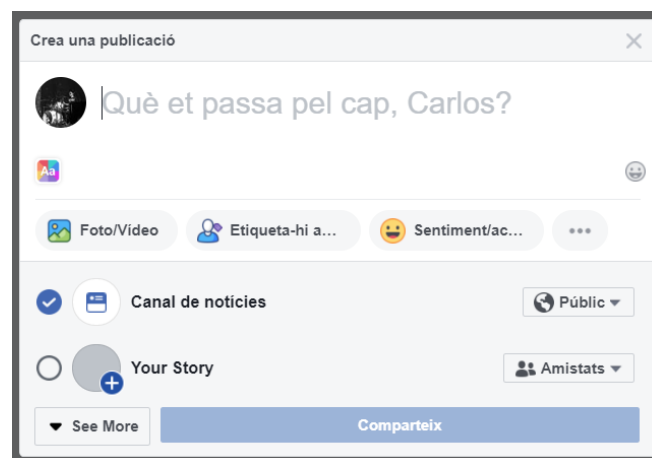 Crea una publicació
Què et passa pel cap, Carlos?
Aa
Foto/Vídeo
Etiqueta-hi a...
Sentiment/ac...
Canal de notícies
Públic
Your Story
Amistats
See More
Comparteix